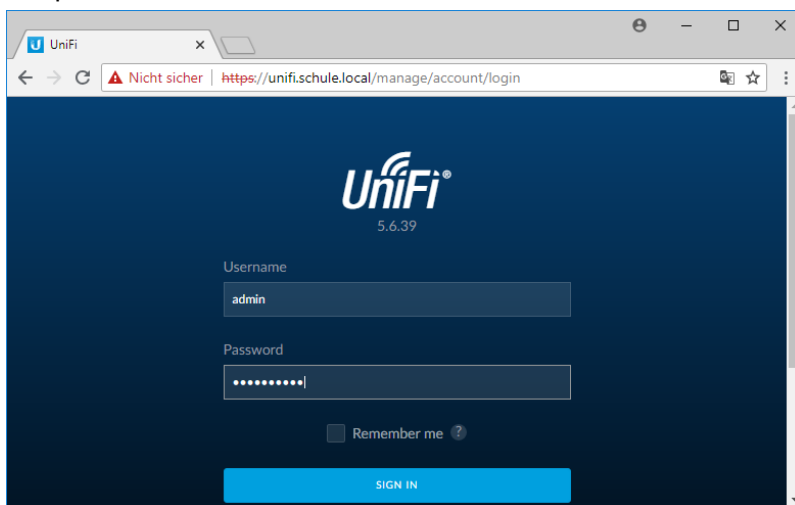 UniFi
Nicht sicher | https://unifi.schule.local/manage/account/login
UniFi®
5.6.39
Username
admin
Password
••••••••••
Remember me ?
SIGN IN